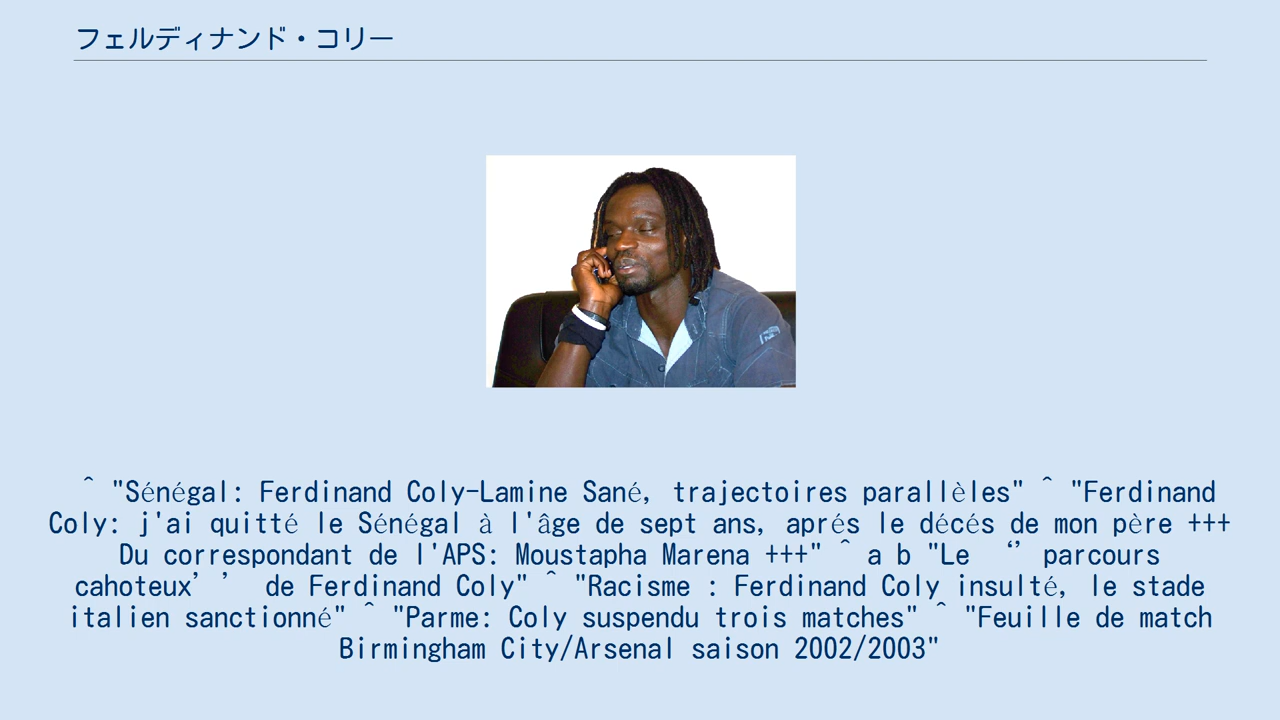 フェルディナンド・コリー
^ "Sénégal: Ferdinand Coly-Lamine Sané, trajectoires parallèles" ^ "Ferdinand
Coly: j'ai quitté le Sénégal à l'âge de sept ans, aprés le décés de mon père +++
Du correspondant de l'APS: Moustapha Marena +++" ^ a b "Le ‘’parcours
cahoteux’’ de Ferdinand Coly" ^ "Racisme : Ferdinand Coly insulté, le stade
italien sanctionné" ^ "Parme: Coly suspendu trois matches" ^ "Feuille de match
Birmingham City/Arsenal saison 2002/2003"